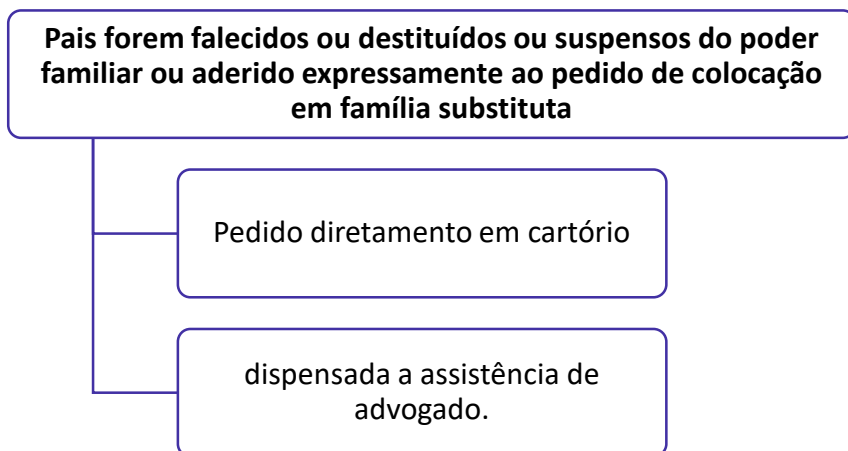 Pais forem falecidos ou destituídos ou suspensos do poder
familiar ou aderido expressamente ao pedido de colocação
em família substituta
Pedido diretamento em cartório
dispensada a assistência de
advogado.